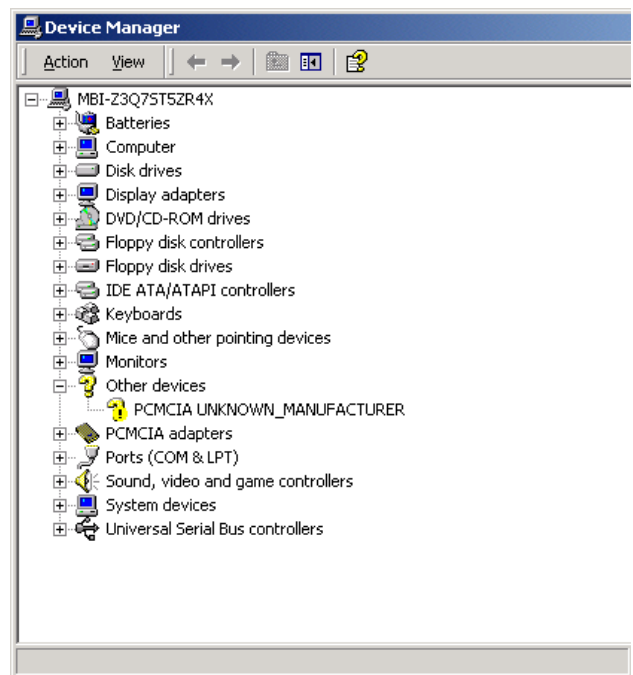 Device Manager
Action View
MBI-Z3Q7ST5ZR4X
Batteries
Computer
Disk drives
Display adapters
DVD/CD-ROM drives
Floppy disk controllers
Floppy disk drives
IDE ATA/ATAPI controllers
Keyboards
Mice and other pointing devices
Monitors
Other devices
PCMCIA UNKNOWN_MANUFACTURER
PCMCIA adapters
Ports (COM & LPT)
Sound, video and game controllers
System devices
Universal Serial Bus controllers